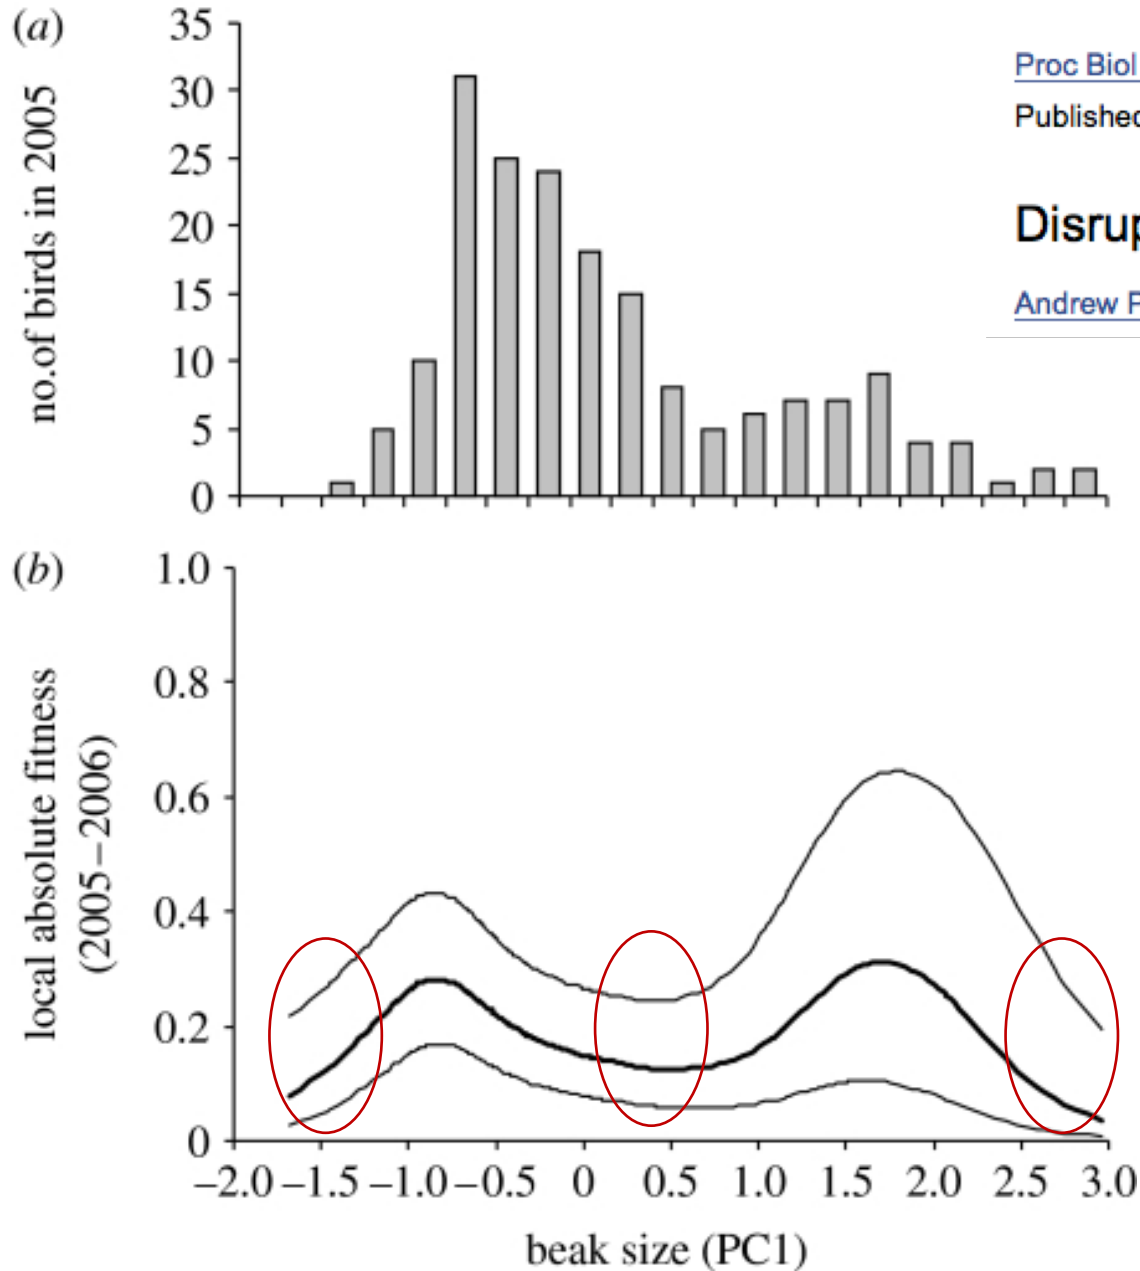 (a)
35
30
25
20
15
10
5
0
no.of birds in 2005
Proc Biol
Published
Disrup
Andrew P
(b)
1.0
0.8
0.6
0.4
0.2
0
local absolute fitness
(2005–2006)
−2.0 −1.5 −1.0 −0.5 0 0.5 1.0 1.5 2.0 2.5 3.0
beak size (PC1)